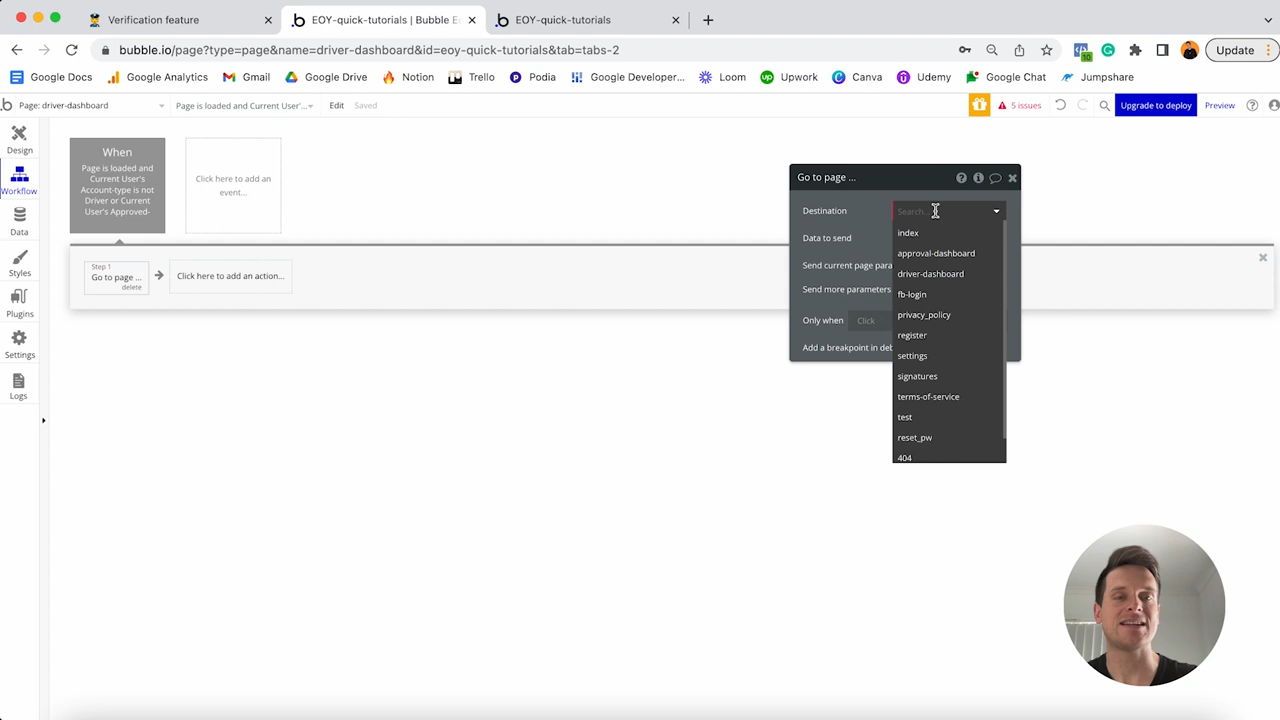 Verification feature
EOY-quick-tutorials | Bubble E
EOY-quick-tutorials
bubble.io/page?type=page&name=driver-dashboard&id=eoy-quick-tutorials&tab=tabs-2
10
Update
Google Docs
Google Analytics
Gmail
Google Drive
Notion
Trello
Podia
Google Developer...
Loom
Upwork
Canva
Udemy
Google Chat
Jumpshare
Page: driver-dashboard
Page is loaded and Current User'...
Edit
Saved
5 issues
Upgrade to deploy
Preview
Design
Workflow
Data
Styles
Plugins
Settings
Logs
When
Page is loaded and
Current User's
Account-type is not
Driver or Current
User's Approved-
Click here to add an
event...
Step 1
Go to page ...
delete
Click here to add an action...
Go to page ...
Destination
Search...
Data to send
Send current page para
Send more parameters
Only when
Click
Add a breakpoint in deb
index
approval-dashboard
driver-dashboard
fb-login
privacy_policy
register
settings
signatures
terms-of-service
test
reset_pw
404